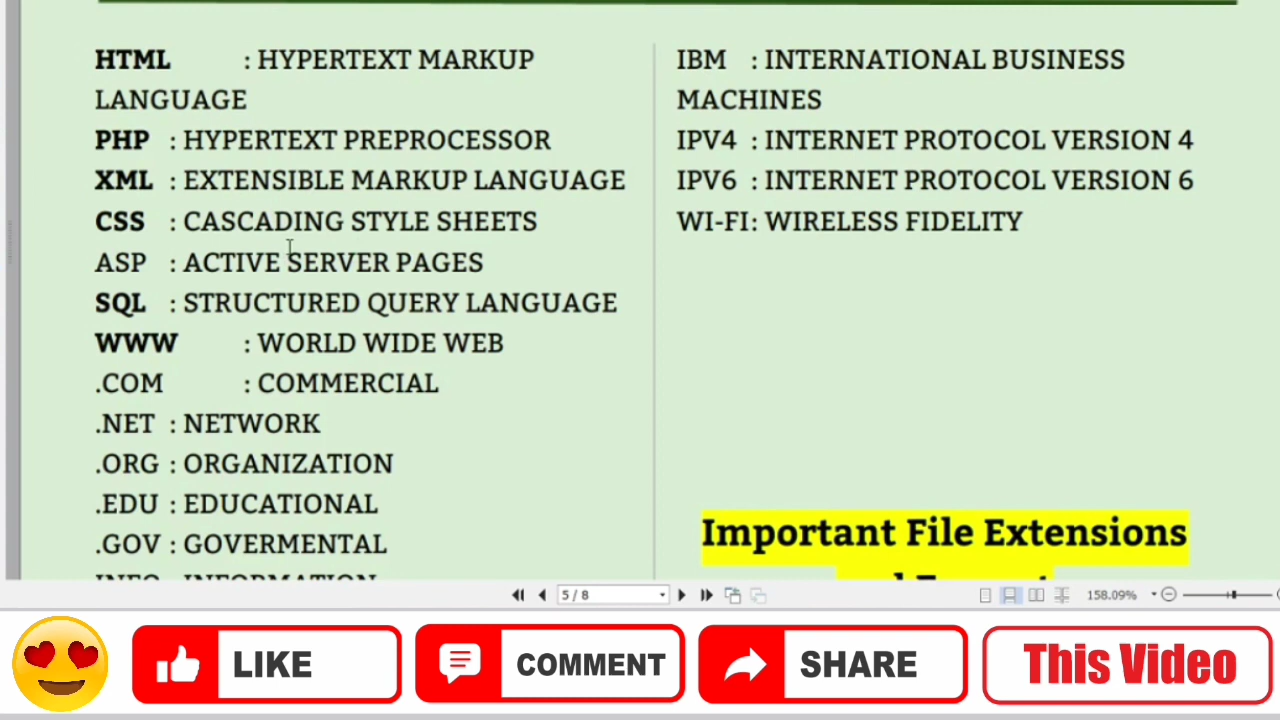 HTML : HYPERTEXT MARKUP
LANGUAGE
PHP : HYPERTEXT PREPROCESSOR
XML : EXTENSIBLE MARKUP LANGUAGE
CSS : CASCADING STYLE SHEETS
ASP : ACTIVE SERVER PAGES
SQL : STRUCTURED QUERY LANGUAGE
WWW : WORLD WIDE WEB
.COM : COMMERCIAL
.NET : NETWORK
.ORG : ORGANIZATION
.EDU : EDUCATIONAL
.GOV : GOVERMENTAL
IBM : INTERNATIONAL BUSINESS
MACHINES
IPV4 : INTERNET PROTOCOL VERSION 4
IPV6 : INTERNET PROTOCOL VERSION 6
WI-FI: WIRELESS FIDELITY
Important File Extensions
5 / 8
158.09%
LIKE
COMMENT
SHARE
This Video